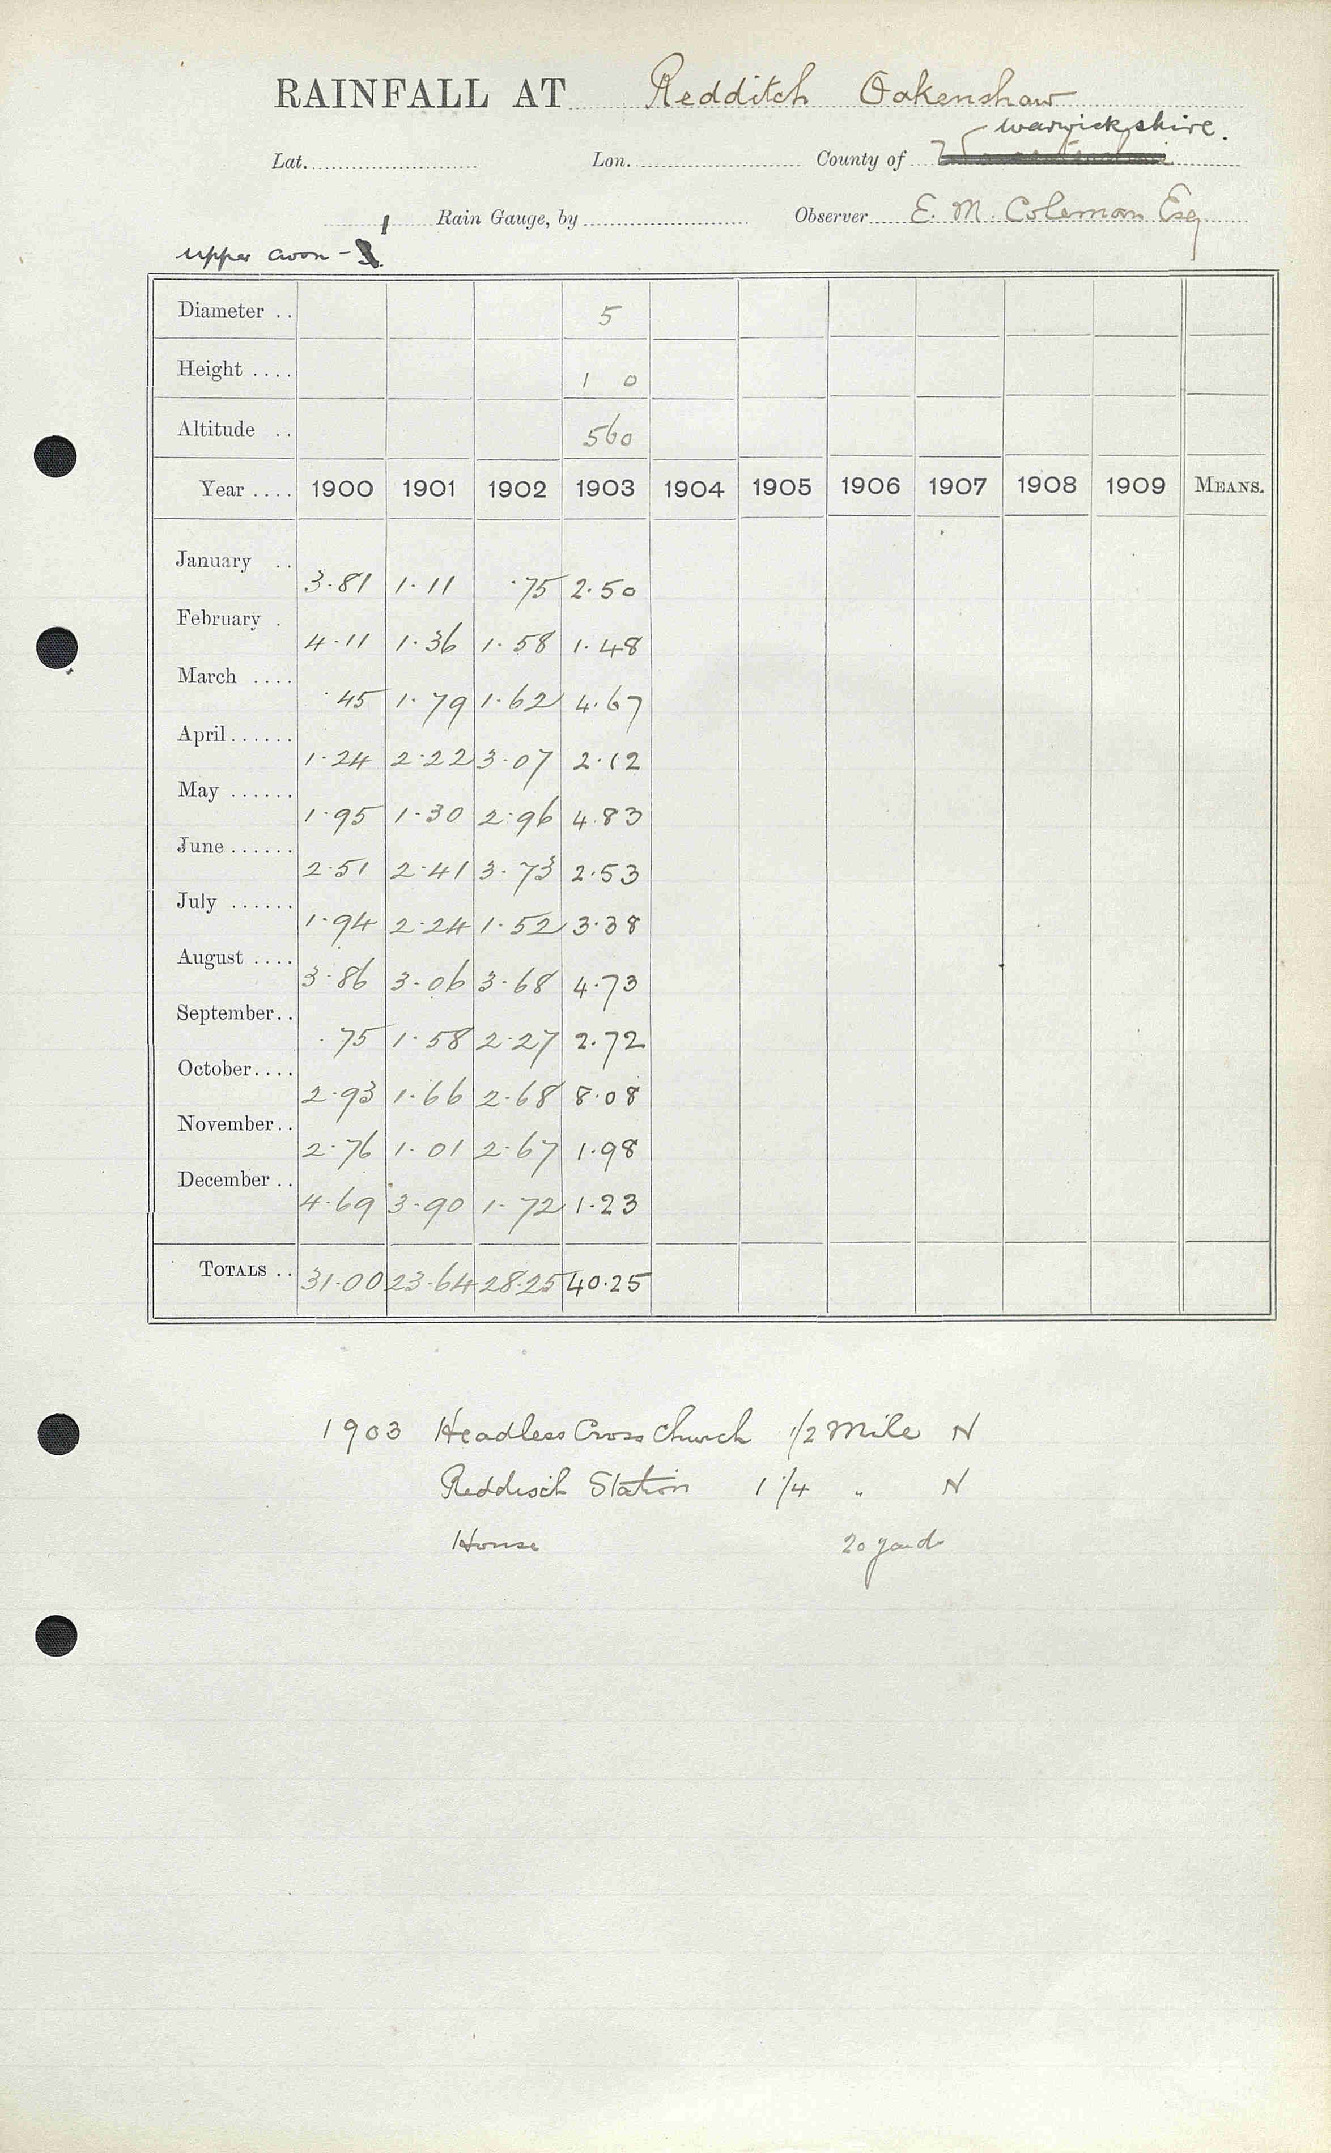 RAINFALL AT Redditch Oakenshaw
Warwickshire.
Lat. Lon. County of
1 Rain Gauge, by Observer E. M. Coleman Esq
Upper Avon -
Diameter .. 5
Height .... 1 0
Altitude .. 560
Year .... 1900 1901 1902 1903 1904 1905 1906 1907 1908 1909 MEANS.
January .. 3.81 1.11 .75 2.50
February . 4.11 1.36 1.58 1.48
March .... .45 1.79 1.62 4.67
April...... 1.24 2.22 3.07 2.12
May ...... 1.95 1.30 2.96 4.83
June ...... 2.51 2.41 3.73 2.53
July ...... 1.94 2.24 1.52 3.38
August .... 3.86 3.06 3.68 4.73
September.. .75 1.58 2.27 2.72
October.... 2.93 1.66 2.68 8.08
November.. 2.76 1.01 2.67 1.98
December .. 4.69 3.90 1.72 1.23
TOTALS .. 31.00 23.64 28.25 40.25
1903 Headless Cross Church 1/2 Mile N
Redditch Station 1 1/4 " N
House 20 yards